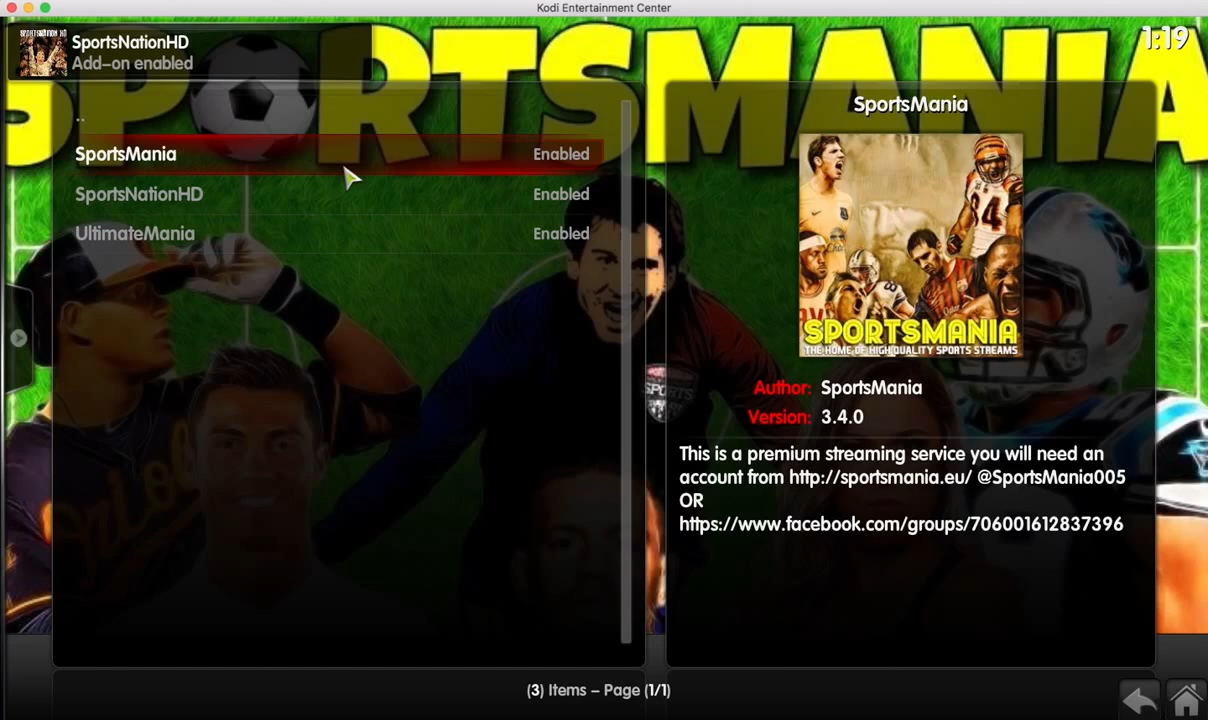 Kodi Entertainment Center
SPORTSMANIA
SportsNationHD
Add-on enabled
1:19
..
SportsMania Enabled
SportsNationHD Enabled
UltimateMania Enabled
SportsMania
84
SPORTSMANIA
THE HOME OF HIGH QUALITY SPORTS STREAMS
Author: SportsMania
Version: 3.4.0
This is a premium streaming service you will need an
account from http://sportsmania.eu/ @SportsMania005
OR
https://www.facebook.com/groups/706001612837396
(3) Items - Page (1/1)